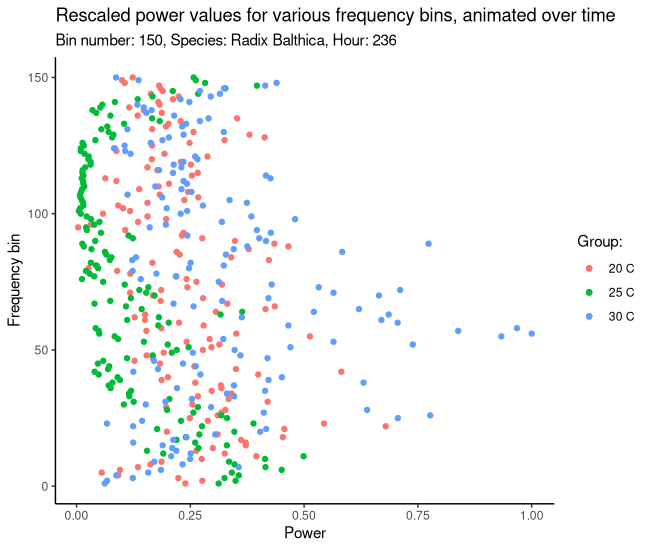 Rescaled power values for various frequency bins, animated over time
Bin number: 150, Species: Radix Balthica, Hour: 236
150
100
50
0
Frequency bin
0.00 0.25 0.50 0.75 1.00
Power
Group:
20 C
25 C
30 C